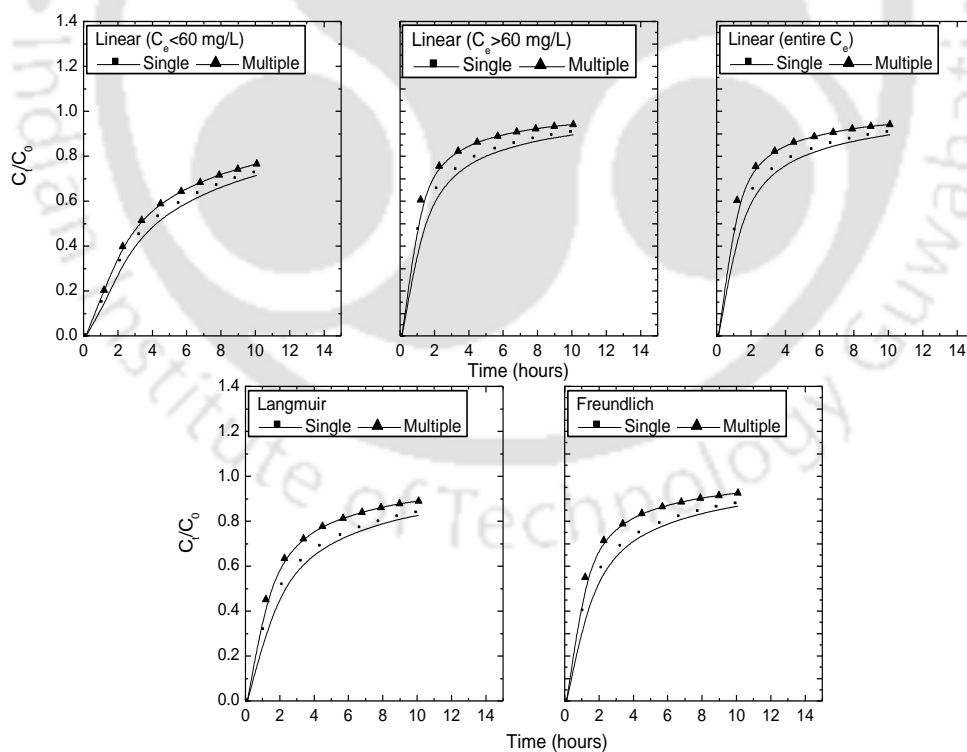 Linear (Ce<60 mg/L)
Single Multiple
Linear (Ce>60 mg/L)
Single Multiple
Linear (entire Ce)
Single Multiple
Ct/C0
1.4
1.2
1.0
0.8
0.6
0.4
0.2
0.0
0 2 4 6 8 10 12 14
0 2 4 6 8 10 12 14
0 2 4 6 8 10 12 14
Time (hours)
Langmuir
Single Multiple
Freundlich
Single Multiple
Ct/C0
1.4
1.2
1.0
0.8
0.6
0.4
0.2
0.0
0 2 4 6 8 10 12 14
0 2 4 6 8 10 12 14
Time (hours)
Indian Institute of Technology Guwahati